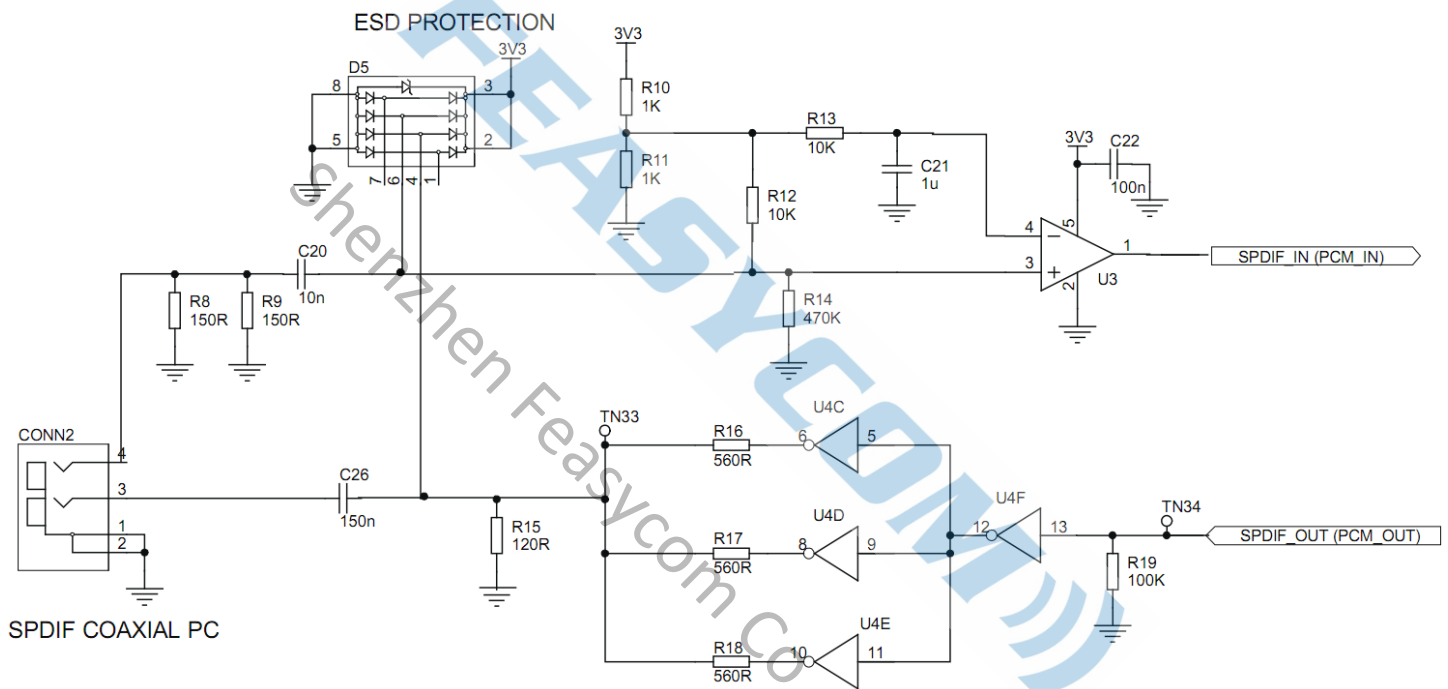 ESD PROTECTION
3V3
D5
8
3
5
2
7
6
4
1
3V3
R10
1K
R11
1K
R13
10K
C21
1u
R12
10K
3V3
C22
100n
4
5
3
2
1
U3
SPDIF_IN (PCM_IN)
C20
10n
R8
150R
R9
150R
R14
470K
CONN2
4
3
1
2
SPDIF COAXIAL PC
C26
150n
R15
120R
TN33
R16
560R
U4C
6
5
R17
560R
U4D
8
9
R18
560R
U4E
10
11
U4F
12
13
TN34
R19
100K
SPDIF_OUT (PCM_OUT)
FEASYCOM
Shenzhen Feasycom Co